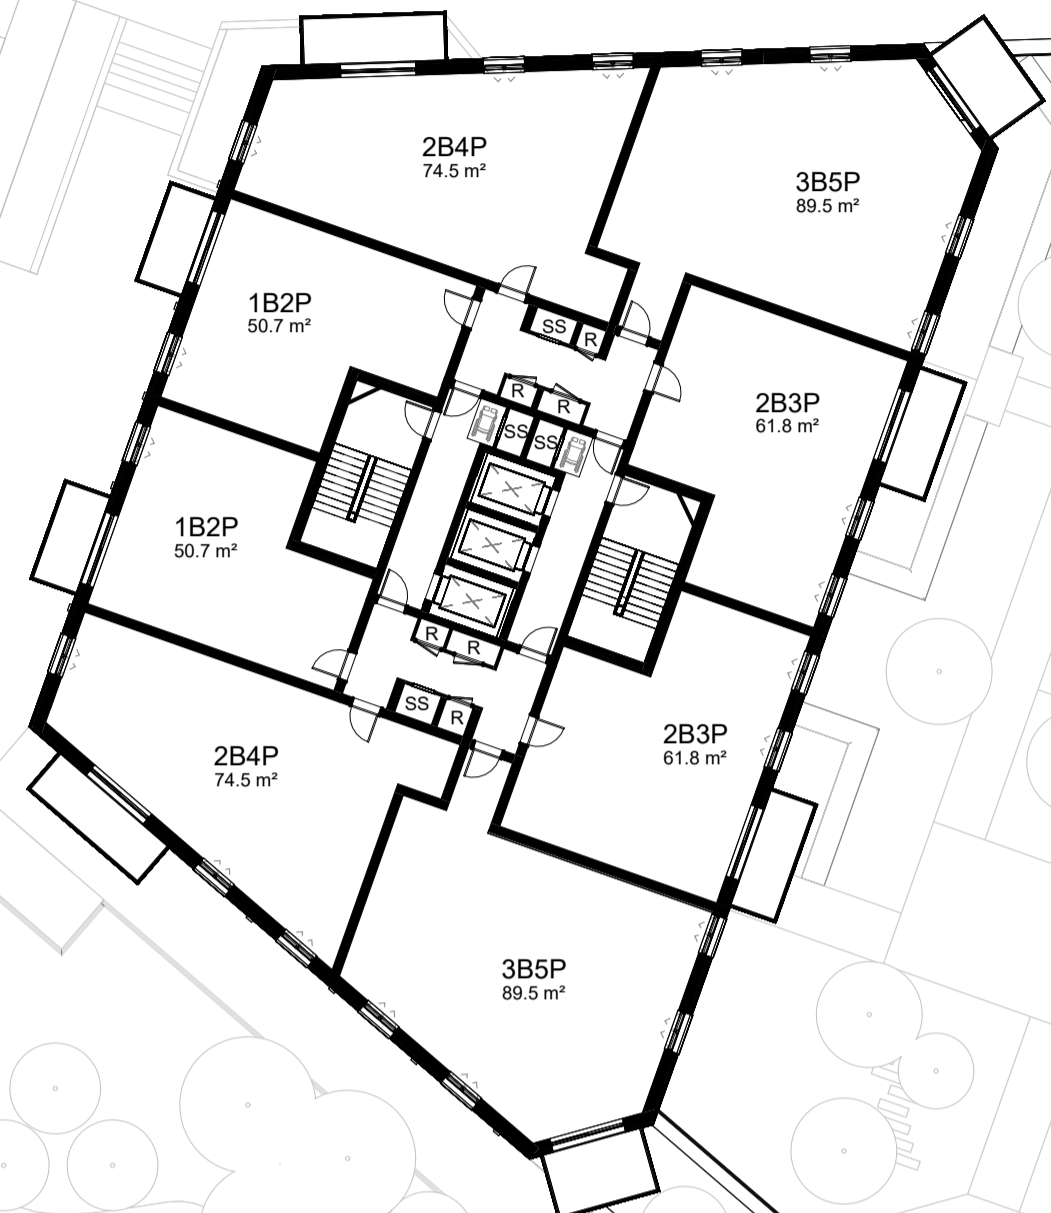 2B4P
74.5 m²
3B5P
89.5 m²
1B2P
50.7 m²
SS
R
R
R
2B3P
61.8 m²
SS
SS
1B2P
50.7 m²
R
R
SS
R
2B4P
74.5 m²
2B3P
61.8 m²
3B5P
89.5 m²